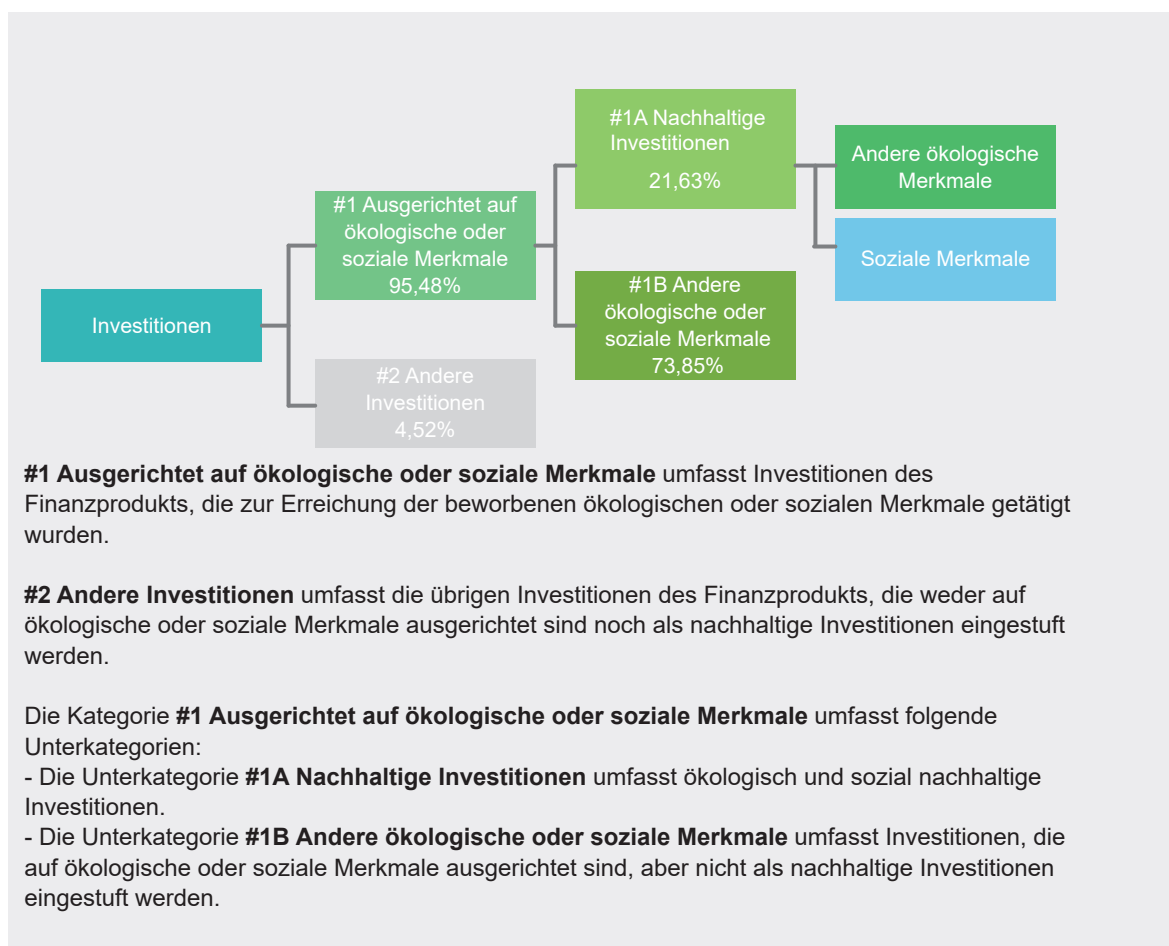 #1A Nachhaltige
Investitionen
21,63%
Andere ökologische
Merkmale
#1 Ausgerichtet auf
ökologische oder
soziale Merkmale
95,48%
Soziale Merkmale
#1B Andere
ökologische oder
soziale Merkmale
73,85%
Investitionen
#2 Andere
Investitionen
4,52%
#1 Ausgerichtet auf ökologische oder soziale Merkmale umfasst Investitionen des
Finanzprodukts, die zur Erreichung der beworbenen ökologischen oder sozialen Merkmale getätigt
wurden.
#2 Andere Investitionen umfasst die übrigen Investitionen des Finanzprodukts, die weder auf
ökologische oder soziale Merkmale ausgerichtet sind noch als nachhaltige Investitionen eingestuft
werden.
Die Kategorie #1 Ausgerichtet auf ökologische oder soziale Merkmale umfasst folgende
Unterkategorien:
- Die Unterkategorie #1A Nachhaltige Investitionen umfasst ökologisch und sozial nachhaltige
Investitionen.
- Die Unterkategorie #1B Andere ökologische oder soziale Merkmale umfasst Investitionen, die
auf ökologische oder soziale Merkmale ausgerichtet sind, aber nicht als nachhaltige Investitionen
eingestuft werden.